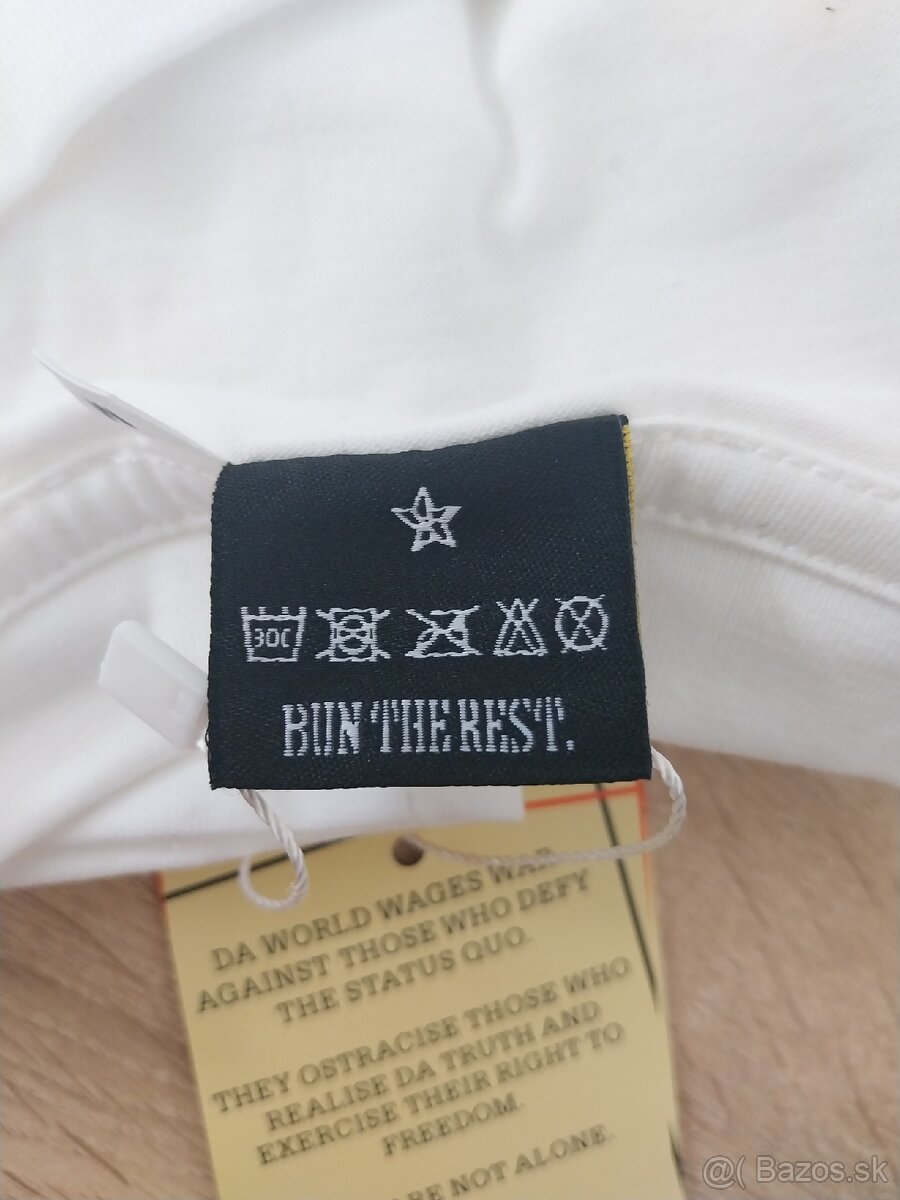 30C
BUN THE REST.
DA WORLD WAGES WAR
AGAINST THOSE WHO DEFY
THE STATUS QUO.
THEY OSTRACISE THOSE WHO
REALISE DA TRUTH AND
EXERCISE THEIR RIGHT TO
FREEDOM.
ARE NOT ALONE.
@( Bazos.sk